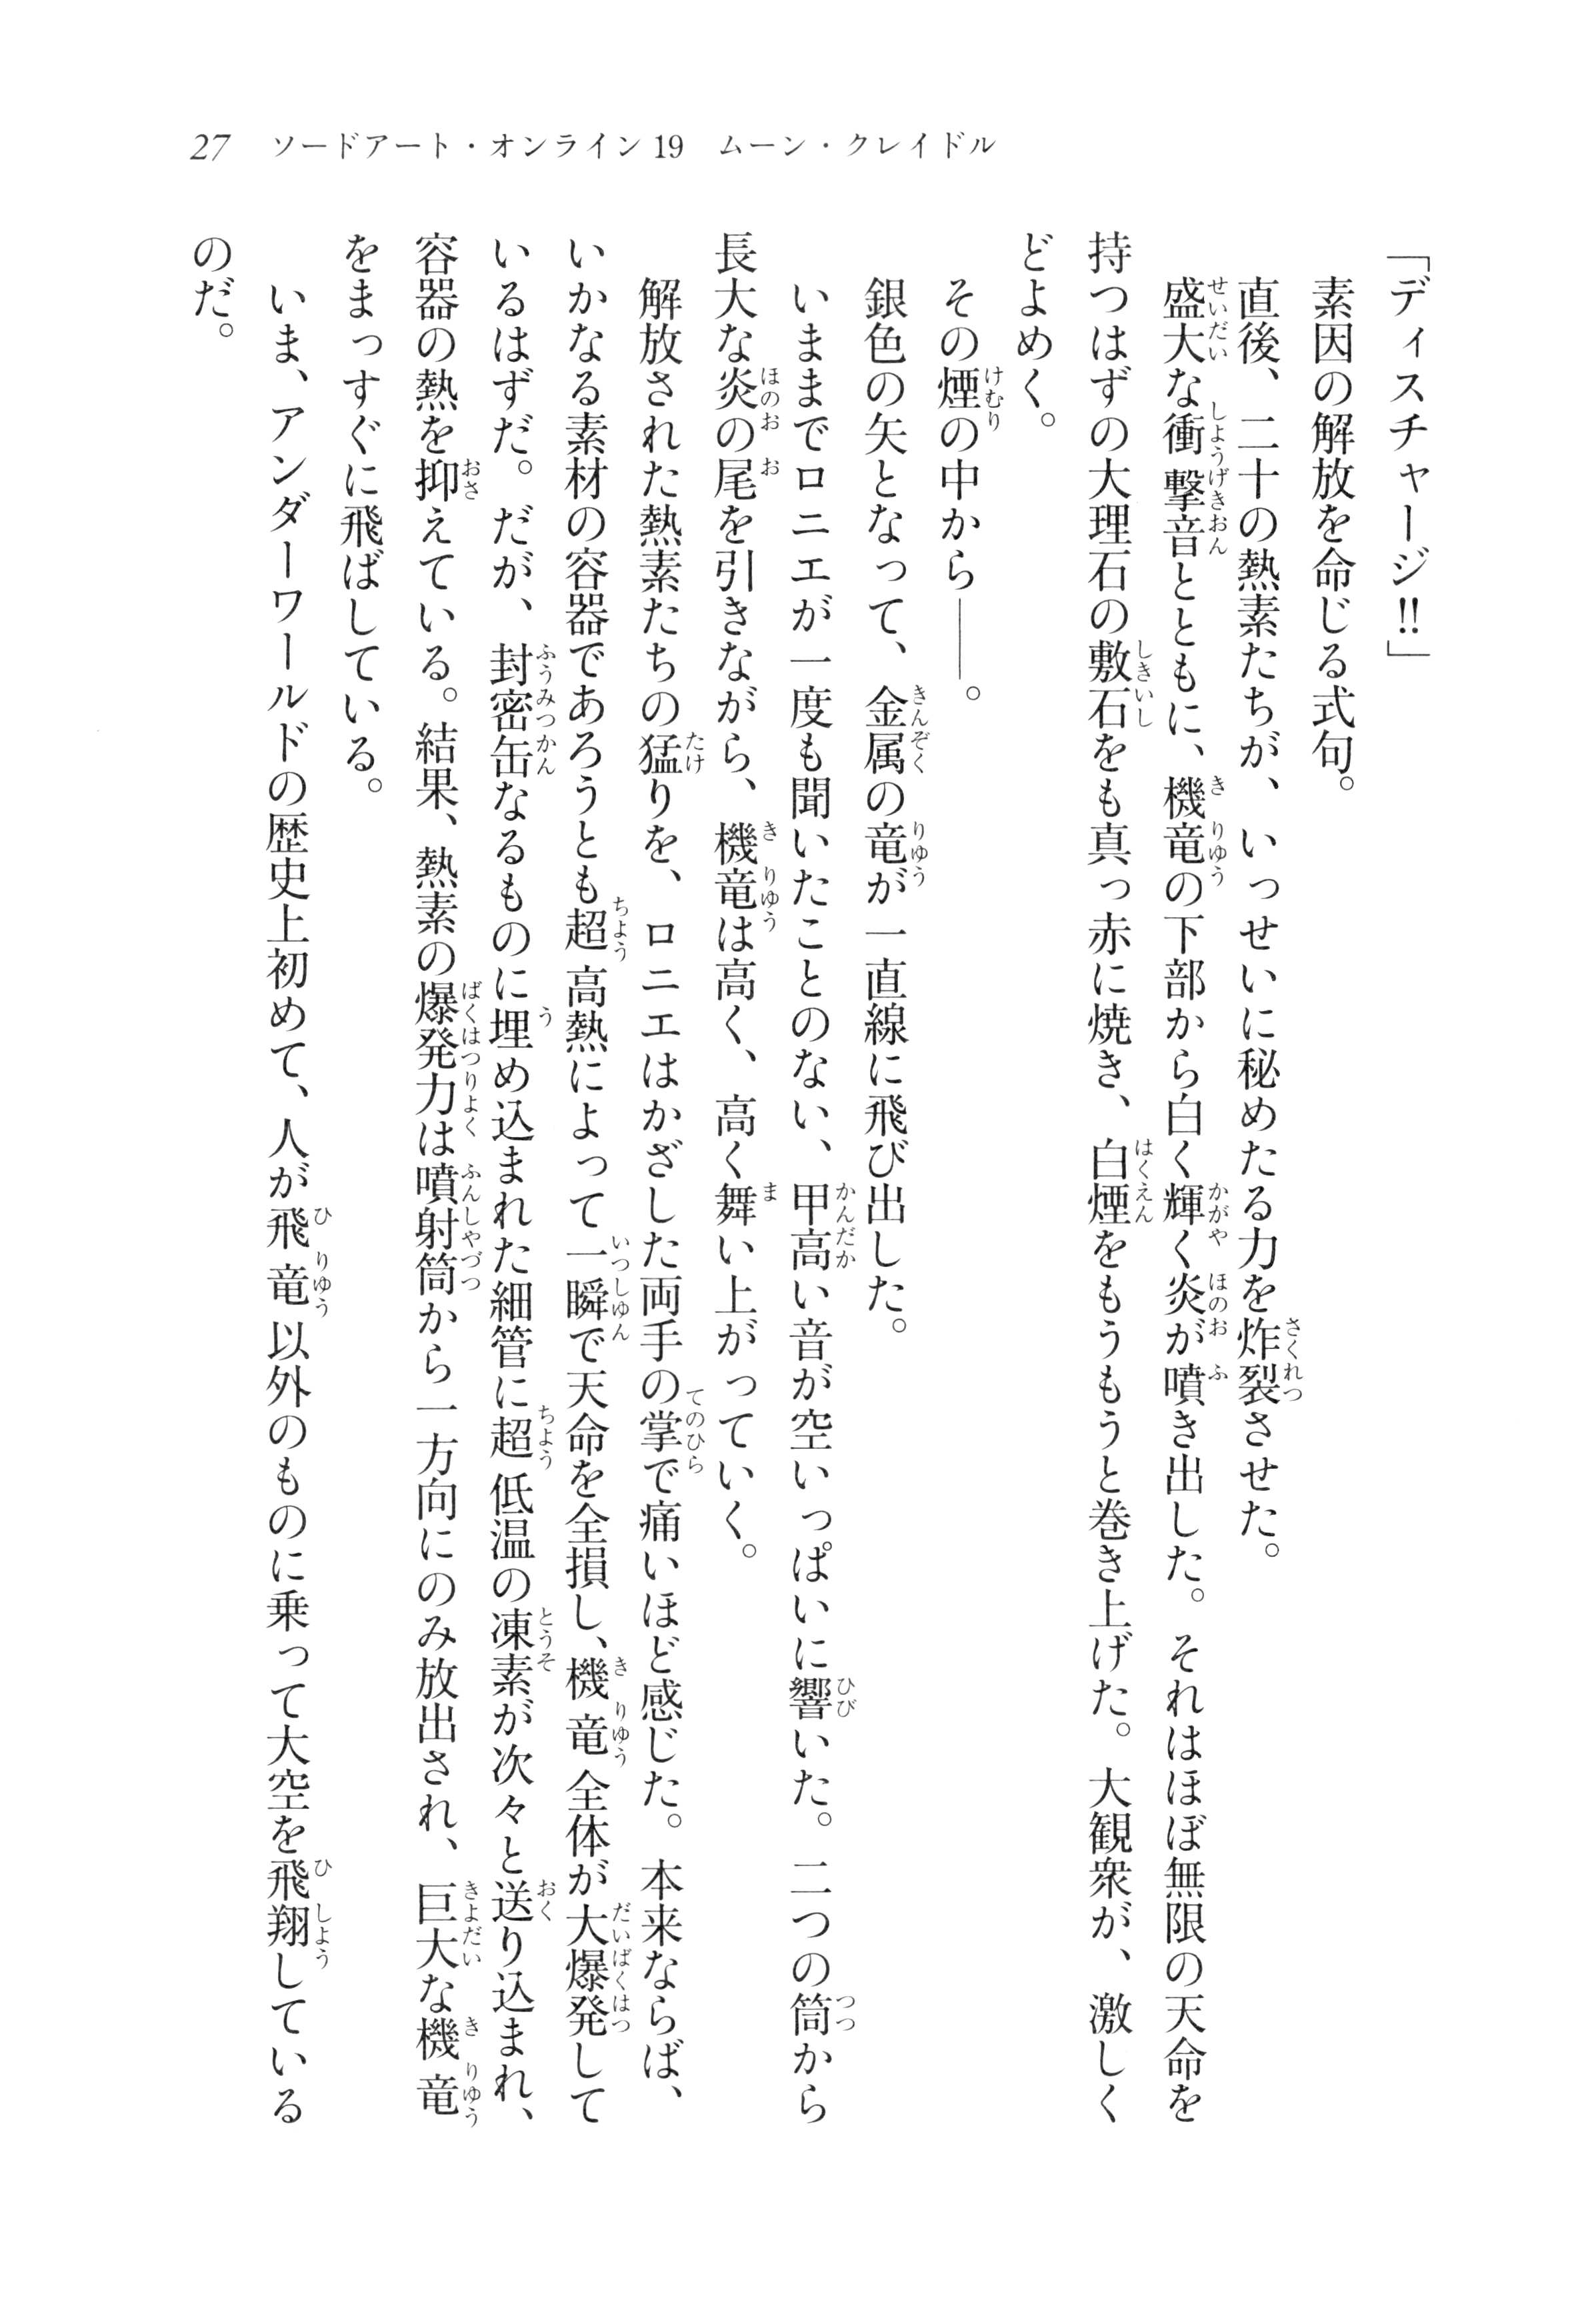 27 ソードアート・オンライン19 ムーン・クレイドル
「ディスチャージ!!」
素因の解放を命じる式句。
直後、二十の熱素たちが、いっせいに秘めたる力を炸裂させた。
盛大な衝撃音とともに、機竜の下部から白く輝く炎が噴き出した。それはほぼ無限の天命を
持つはずの大理石の敷石をも真っ赤に焼き、白煙をもうもうと巻き上げた。大観衆が、激しく
どよめく。
その煙の中から――。
銀色の矢となって、金属の竜が一直線に飛び出した。
いままでロニエが一度も聞いたことのない、甲高い音が空いっぱいに響いた。二つの筒から
長大な炎の尾を引きながら、機竜は高く、高く舞い上がっていく。
解放された熱素たちの猛りを、ロニエはかざした両手の掌で痛いほど感じた。本来ならば、
いかなる素材の容器であろうとも超高熱によって一瞬で天命を全損し、機竜全体が大爆発して
いるはずだ。だが、封密缶なるものに埋め込まれた細管に超低温の凍素が次々と送り込まれ、
容器の熱を抑えている。結果、熱素の爆発力は噴射筒から一方向にのみ放出され、巨大な機竜
をまっすぐに飛ばしている。
いま、アンダーワールドの歴史上初めて、人が飛竜以外のものに乗って大空を飛翔している
のだ。